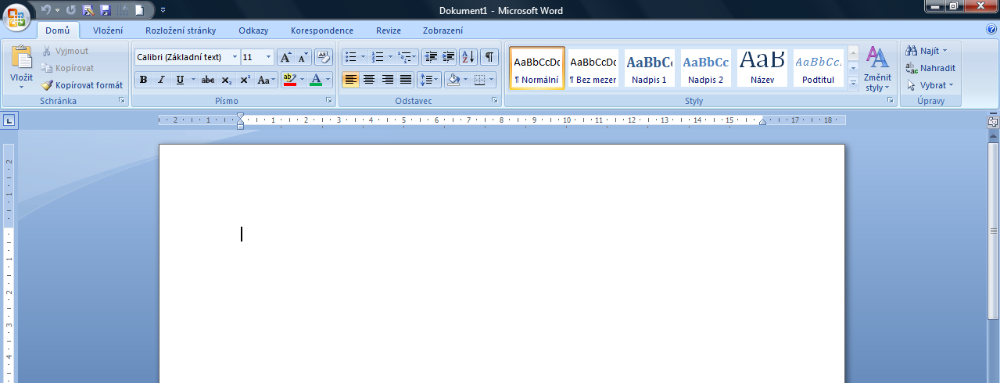 Dokument1 - Microsoft Word
Domů Vložení Rozložení stránky Odkazy Korespondence Revize Zobrazení
Vložit
Vyjmout
Kopírovat
Kopírovat formát
Schránka
Calibri (Základní text) 11
B I U abc x₂ x² Aa
Písmo
Odstavec
AaBbCcDc AaBbCcDc AaBbCc AaBbCc AaB AaBbCc.
¶ Normální ¶ Bez mezer Nadpis 1 Nadpis 2 Název Podtitul
Změnit
styly
Styly
Najít
Nahradit
Vybrat
Úpravy
2 1 1 2 3 4 5 6 7 8 9 10 11 12 13 14 15 17 18
2
1
1
2
3
4